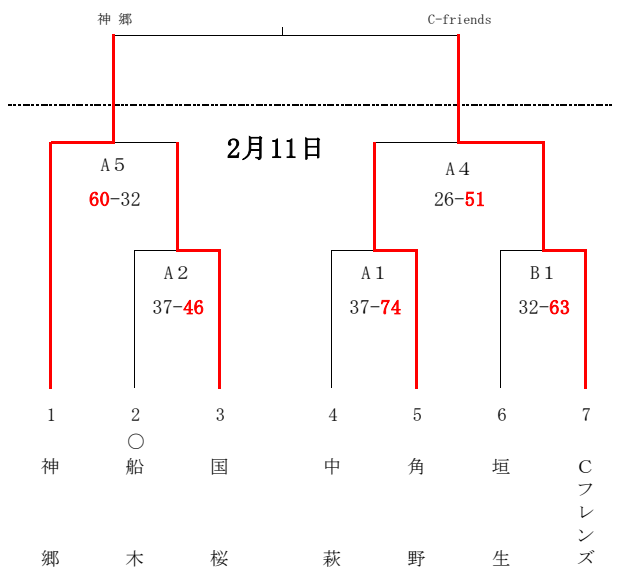 神 郷
C-friends
2月11日
A５
60-32
A４
26-51
A２
37-46
A１
37-74
B１
32-63
1
2
3
4
5
6
7
神郷
〇船木
国桜
中萩
角野
垣生
Cフレンズ